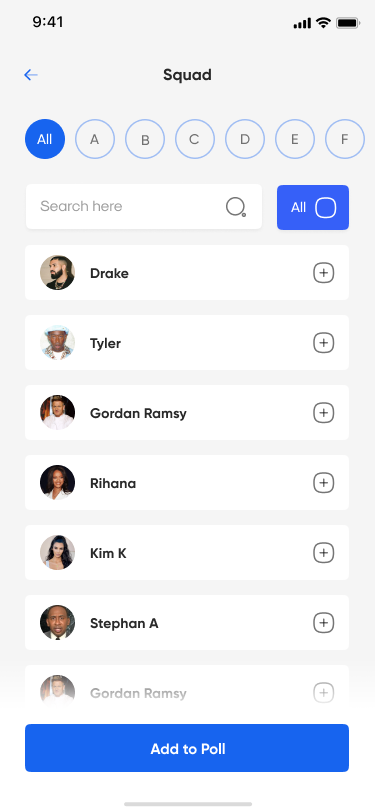 9:41
Squad
All A B C D E F
Search here All
Drake
Tyler
Gordan Ramsy
Rihana
Kim K
Stephan A
Gordan Ramsy
Add to Poll